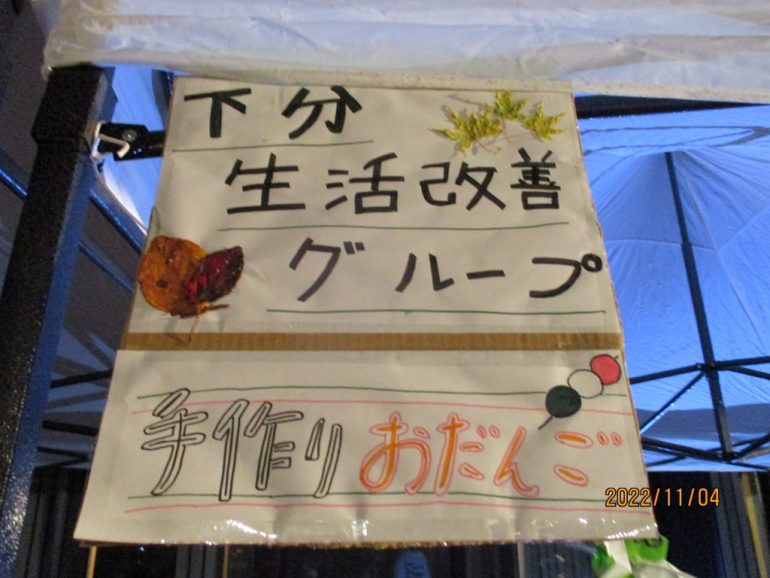 下分
生活改善
グループ
手作りおだんご
2022/11/04